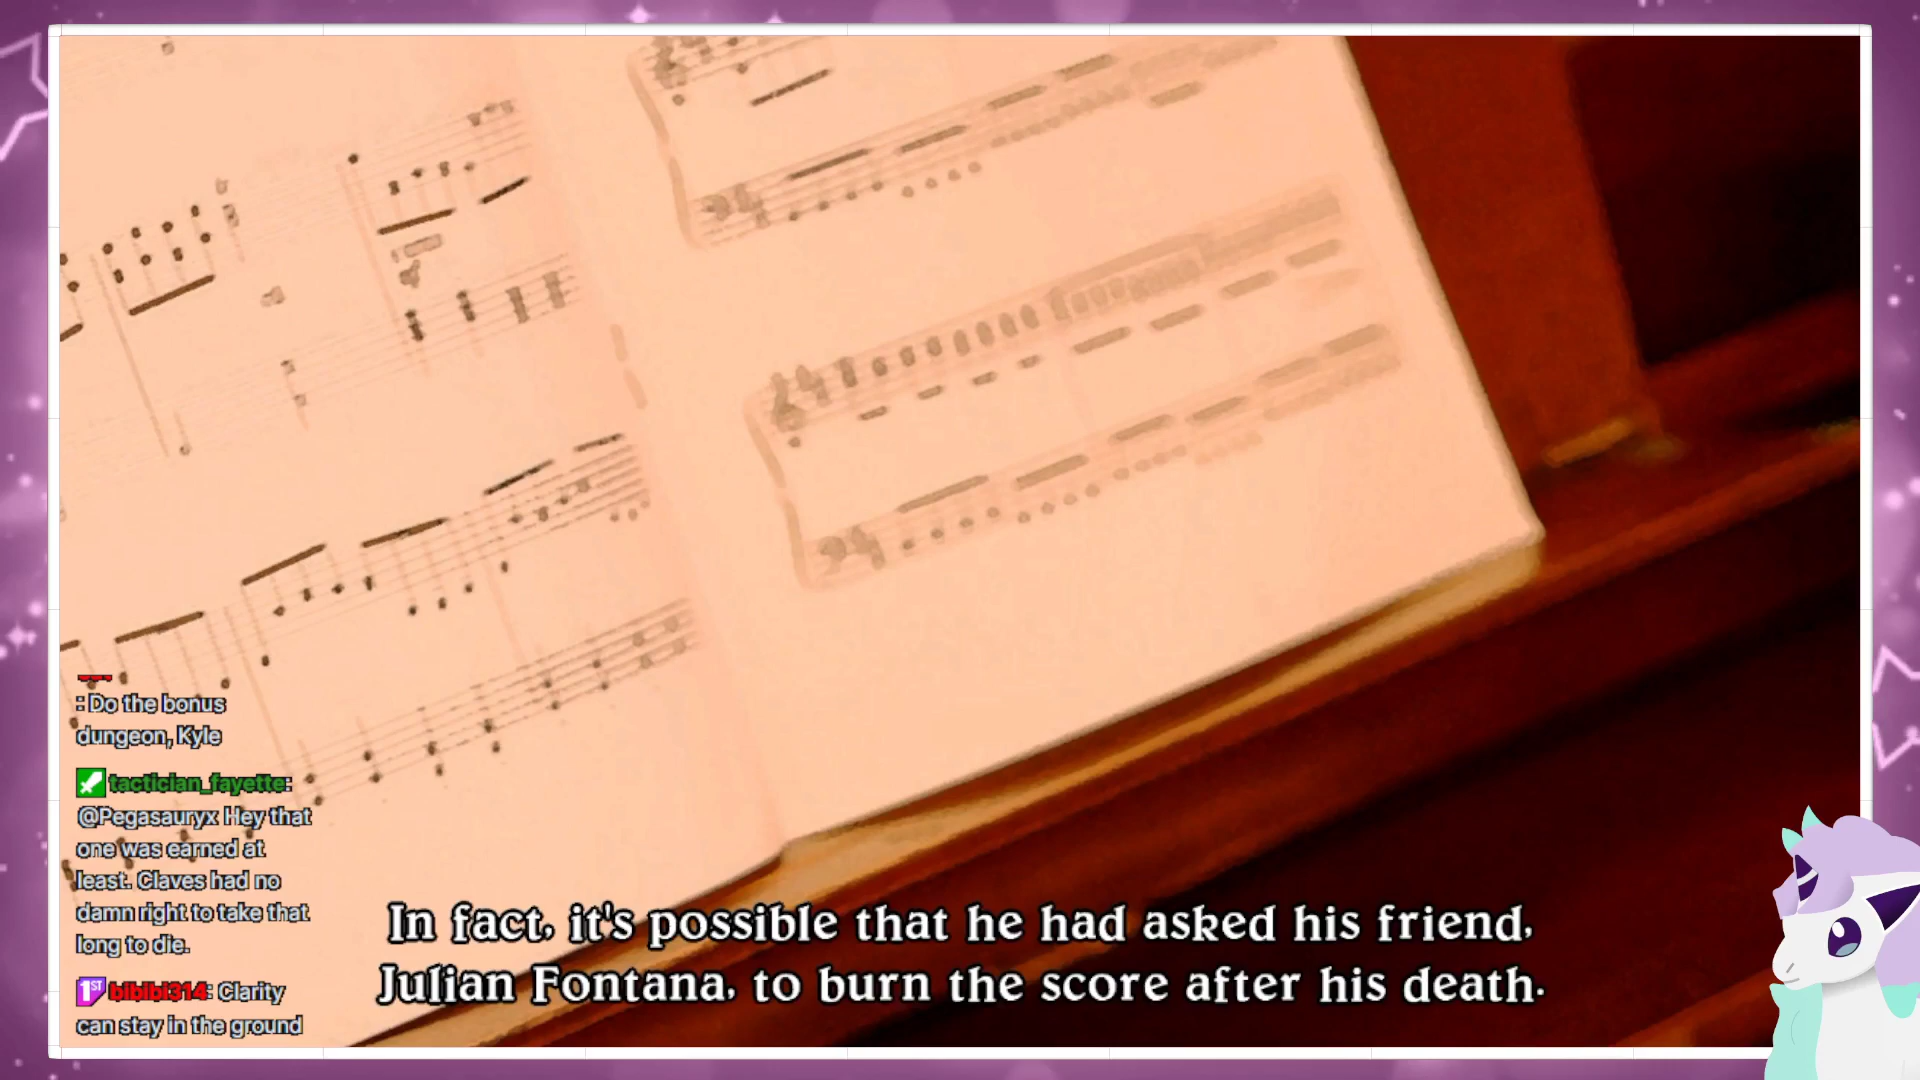 : Do the bonus
dungeon, Kyle
tactician_fayette:
@Pegasauryx Hey that
one was earned at
least. Claves had no
damn right to take that
long to die.
1ST bibibi314: Clarity
can stay in the ground
In fact, it's possible that he had asked his friend,
Julian Fontana, to burn the score after his death.